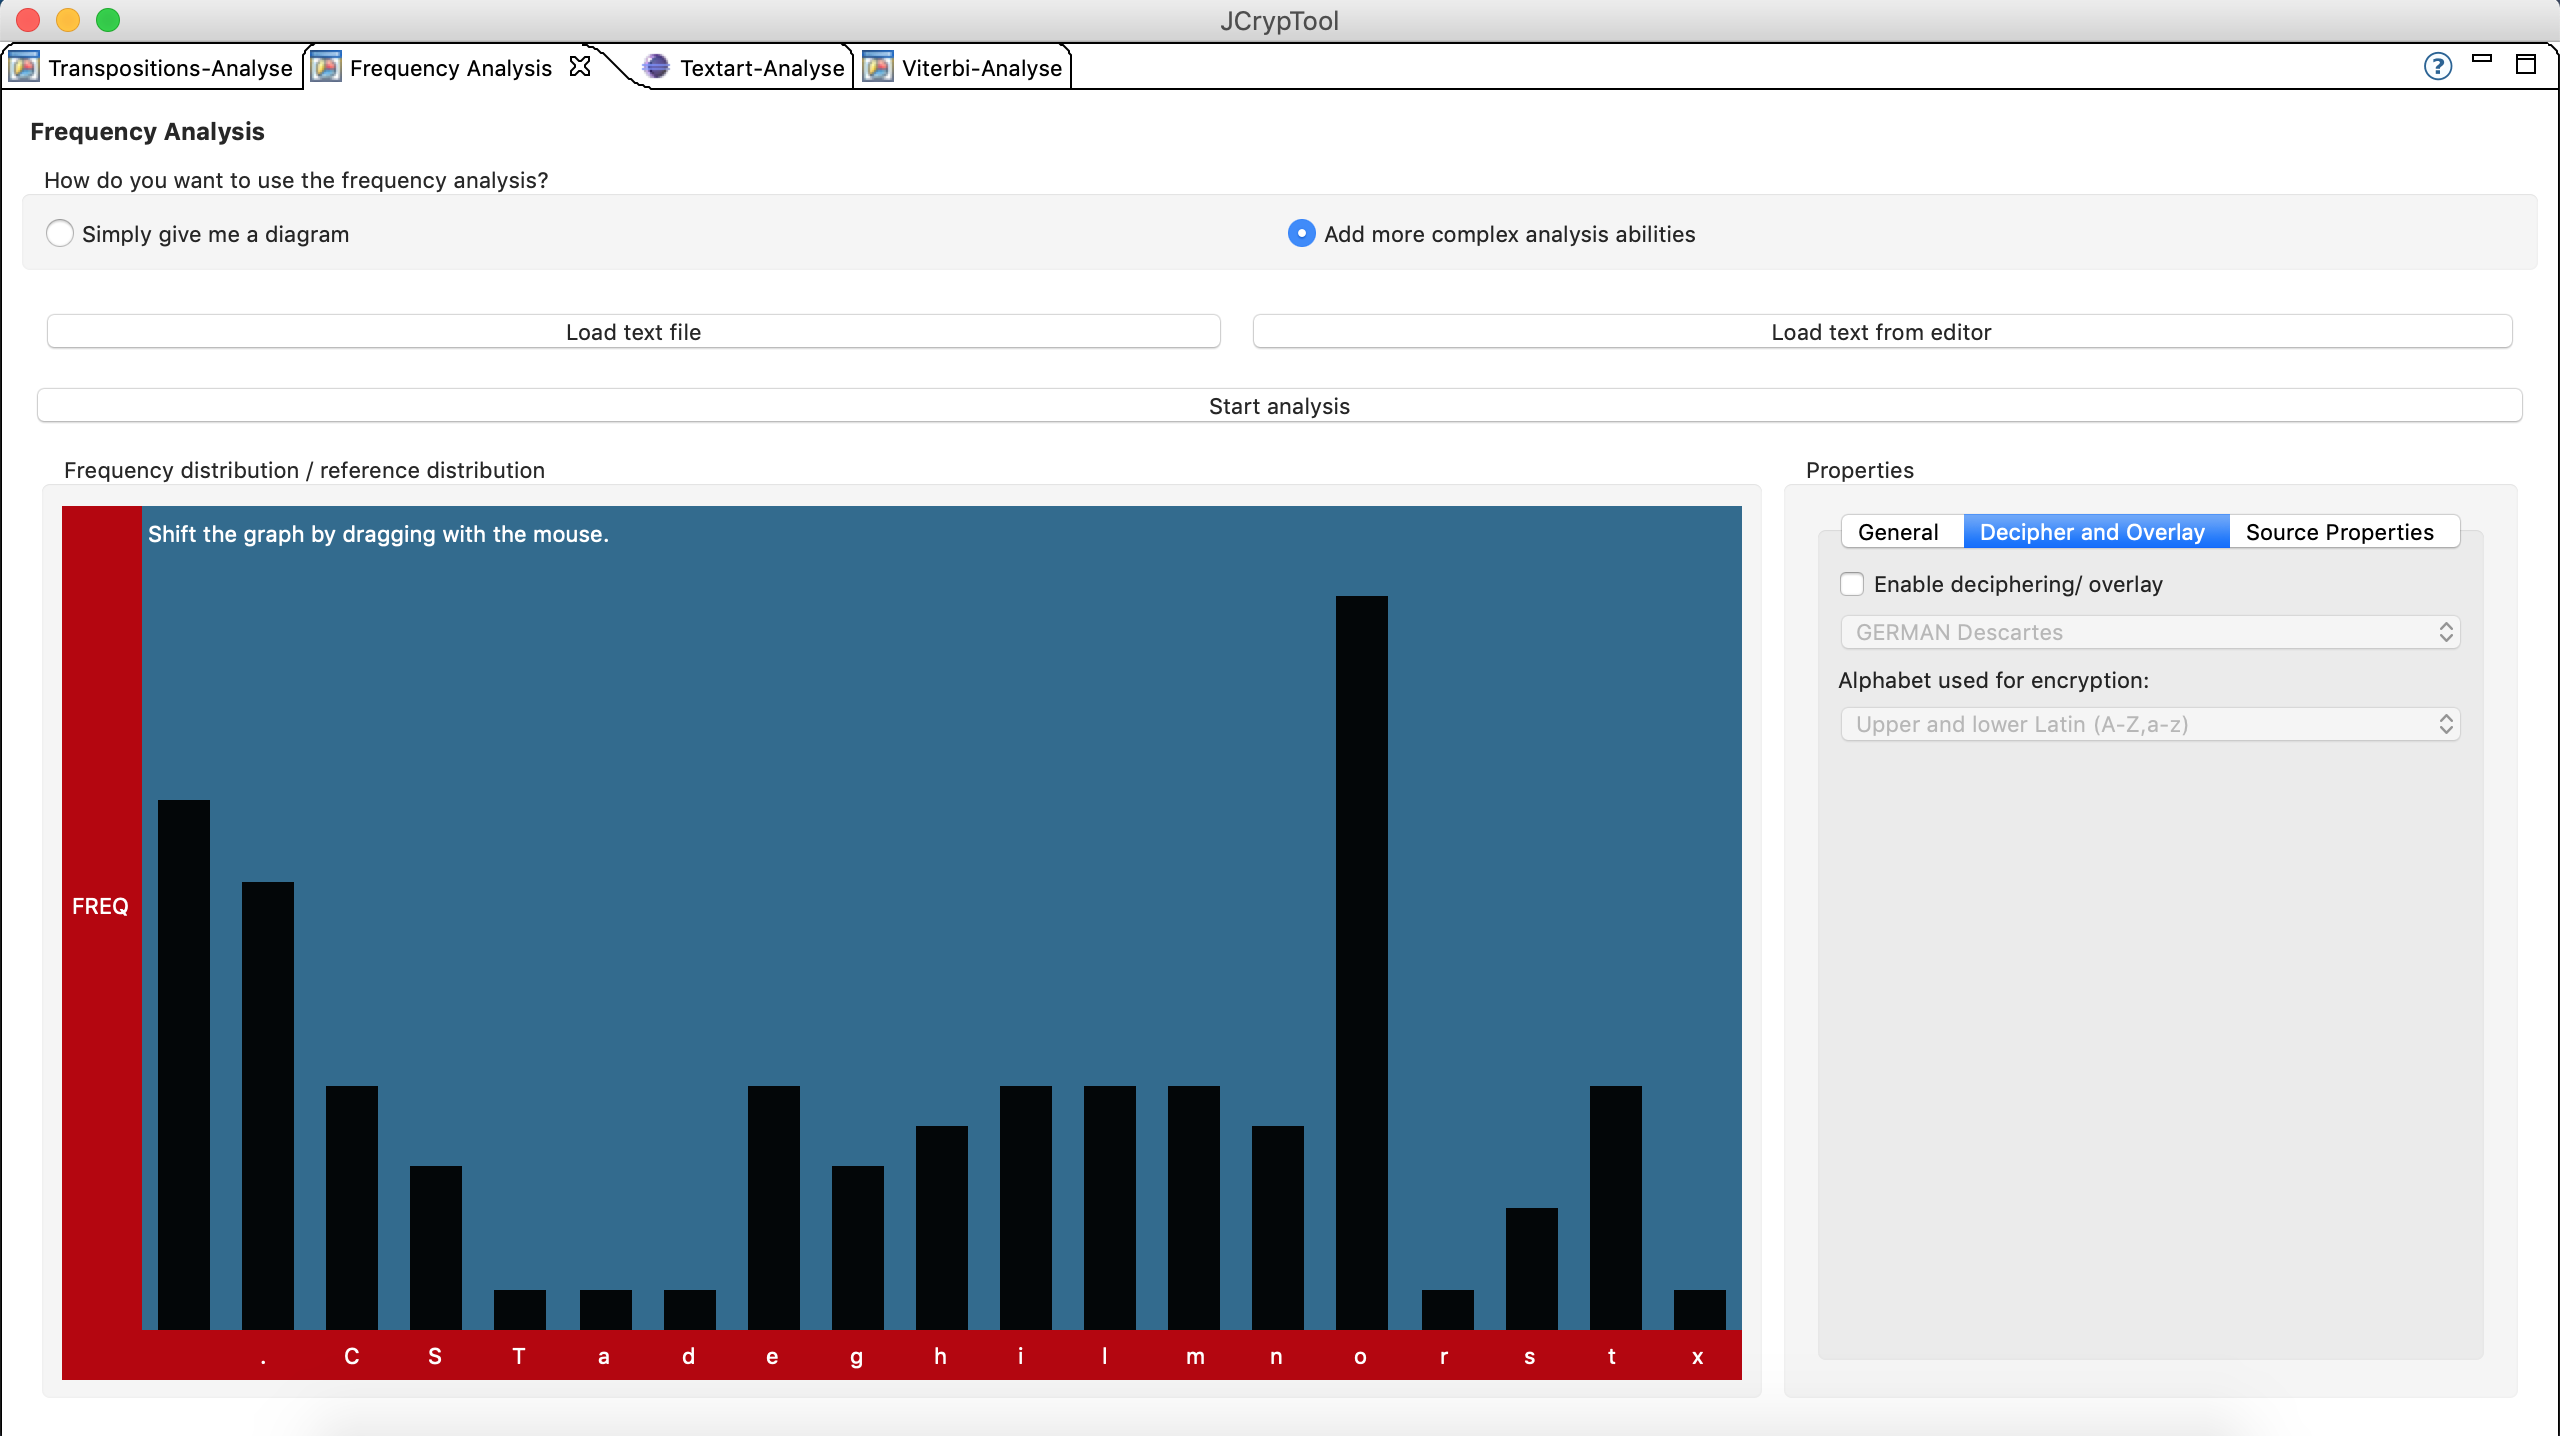 JCrypTool
Transpositions-Analyse Frequency Analysis Textart-Analyse Viterbi-Analyse
Frequency Analysis
How do you want to use the frequency analysis?
Simply give me a diagram Add more complex analysis abilities
Load text file Load text from editor
Start analysis
Frequency distribution / reference distribution
Shift the graph by dragging with the mouse.
FREQ
. C S T a d e g h i l m n o r s t x
Properties
General Decipher and Overlay Source Properties
Enable deciphering/ overlay
GERMAN Descartes
Alphabet used for encryption:
Upper and lower Latin (A-Z,a-z)